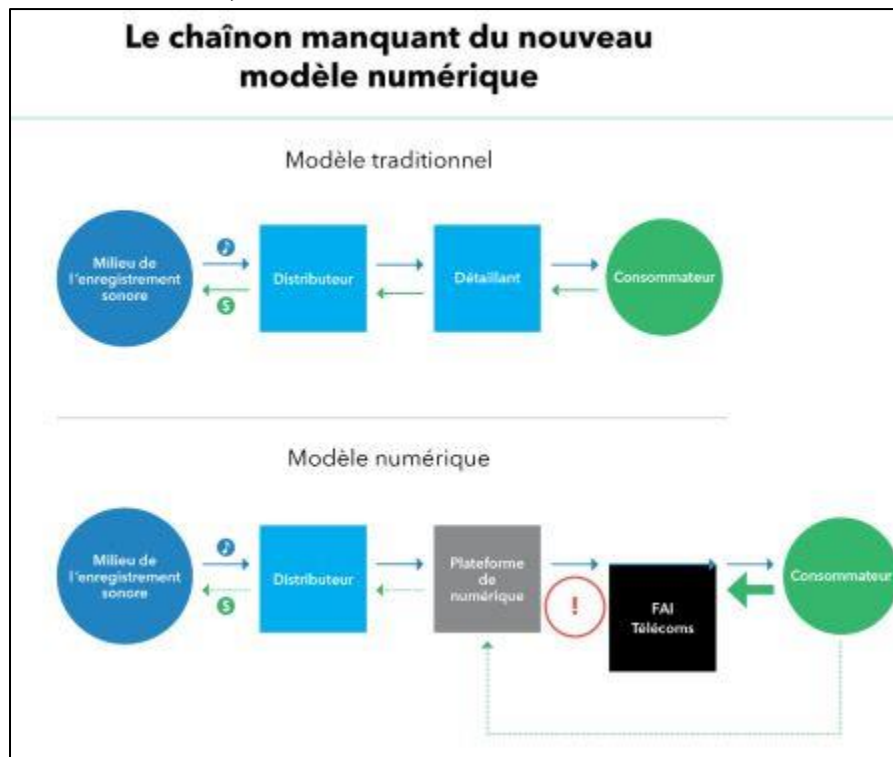 Le chaînon manquant du nouveau
modèle numérique
Modèle traditionnel
Milieu de
l'enregistrement
sonore
$
Distributeur
Détaillant
Consommateur
Modèle numérique
Milieu de
l'enregistrement
sonore
$
Distributeur
Plateforme
de
numérique
!
FAI
Télécoms
Consommateur